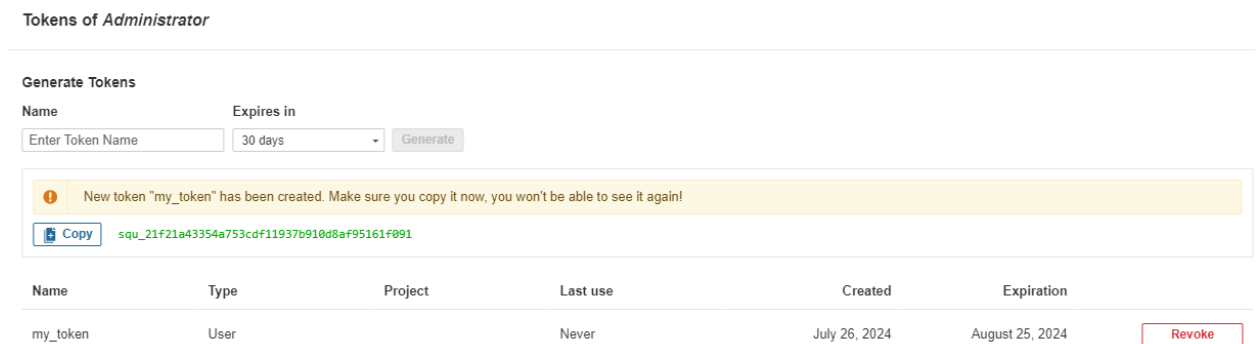 Tokens of Administrator
Generate Tokens
Name Expires in
Enter Token Name 30 days Generate
New token "my_token" has been created. Make sure you copy it now, you won't be able to see it again!
Copy squ_21f21a43354a753cdf11937b910d8af95161f091
Name Type Project Last use Created Expiration
my_token User Never July 26, 2024 August 25, 2024 Revoke